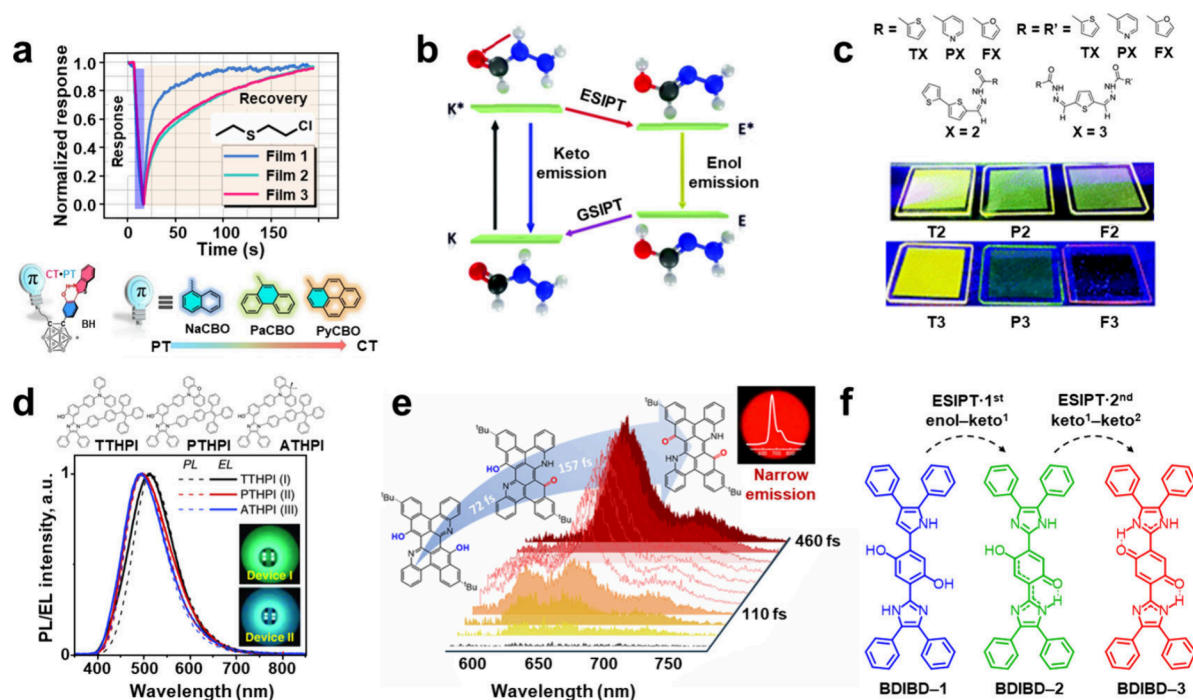 a
Normalized response
1.0
0.8
0.6
0.4
0.2
0.0
Response
Recovery
S
Cl
Film 1
Film 2
Film 3
0
50
100
150
Time (s)
CT•PT
π
BH
π
NaCBO
PaCBO
PyCBO
PT
CT
b
K*
ESIPT
E*
Keto
emission
Enol
emission
GSIPT
K
E
c
R =
R = R' =
TX
PX
FX
TX
PX
FX
X = 2
X = 3
T2
P2
F2
T3
P3
F3
d
TTHPI
PTHPI
ATHPI
PL/EL intensity, a.u.
1
0
PL
EL
TTHPI (I)
PTHPI (II)
ATHPI (III)
Device I
Device II
400
500
600
700
800
Wavelength (nm)
e
72 fs
157 fs
Narrow
emission
460 fs
110 fs
600
650
700
750
Wavelength (nm)
f
ESIPT·1st
enol–keto1
ESIPT·2nd
keto1–keto2
BDIBD–1
BDIBD–2
BDIBD–3